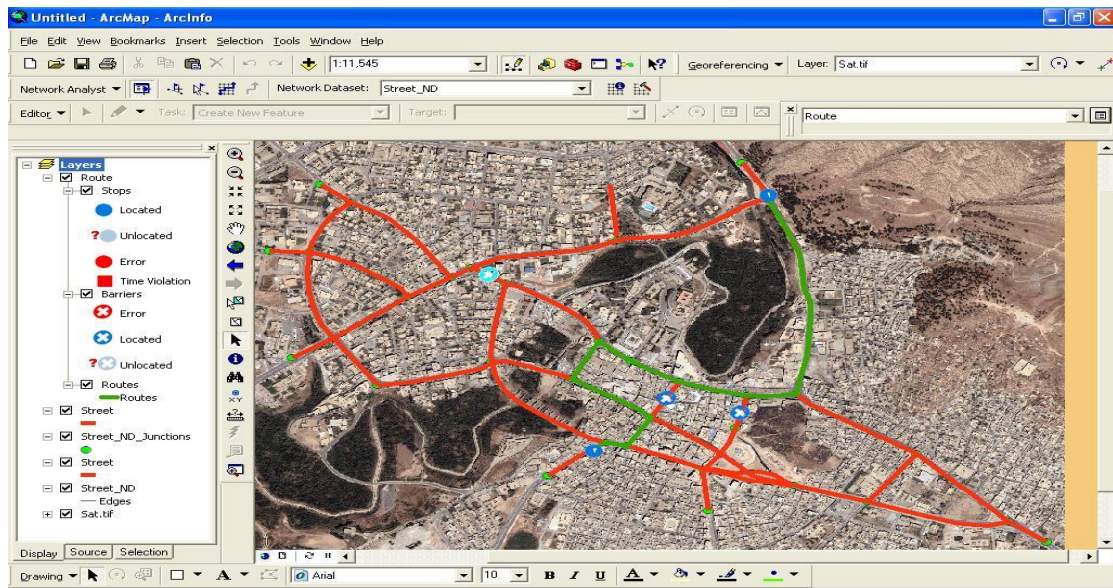 Untitled - ArcMap - ArcInfo
File Edit View Bookmarks Insert Selection Tools Window Help
1:11,545 Georeferencing Layer: Sat.tif
Network Analyst Network Dataset: Street_ND
Editor Task: Create New Feature Target: Route
Layers
Route
Stops
Located
? Unlocated
Error
Time Violation
Barriers
Error
Located
? Unlocated
Routes
Routes
Street
Street_ND_Junctions
Street
Street_ND
Edges
Sat.tif
Display Source Selection
Drawing Arial 10 B I U A